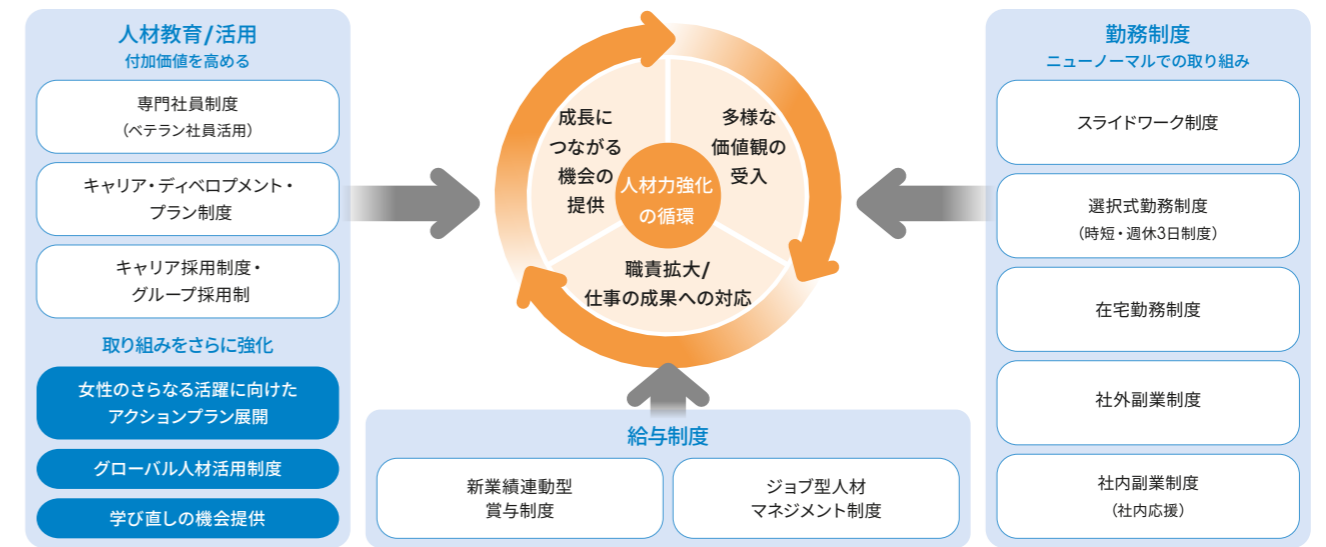 人材教育/活用
付加価値を高める
専門社員制度
（ベテラン社員活用）
キャリア・ディベロプメント・
プラン制度
キャリア採用制度・
グループ採用制
取り組みをさらに強化
女性のさらなる活躍に向けた
アクションプラン展開
グローバル人材活用制度
学び直しの機会提供
成長に
つながる
機会の
提供
多様な
価値観の
受入
人材力強化
の循環
職責拡大/
仕事の成果への対応
給与制度
新業績連動型
賞与制度
ジョブ型人材
マネジメント制度
勤務制度
ニューノーマルでの取り組み
スライドワーク制度
選択式勤務制度
（時短・週休3日制度）
在宅勤務制度
社外副業制度
社内副業制度
（社内応援）